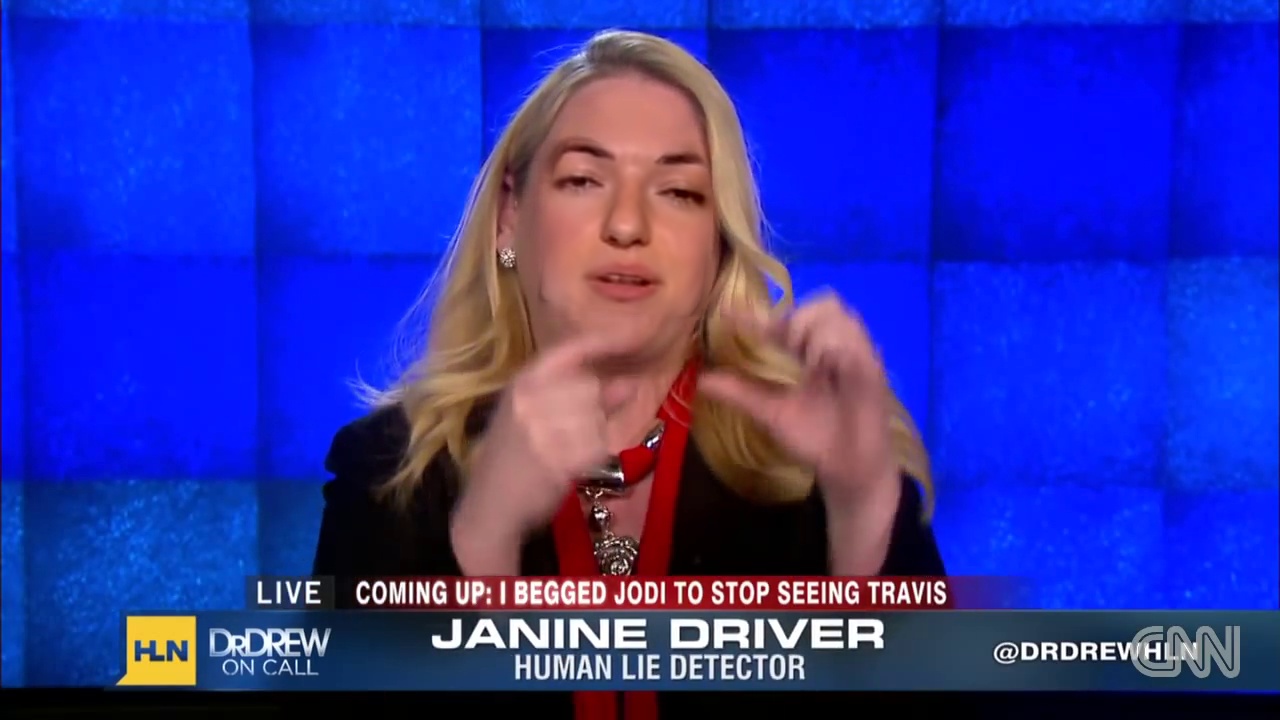 LIVE COMING UP: I BEGGED JODI TO STOP SEEING TRAVIS
HLN DRDREW ON CALL
JANINE DRIVER
HUMAN LIE DETECTOR
@DRDREWHLN
CNN